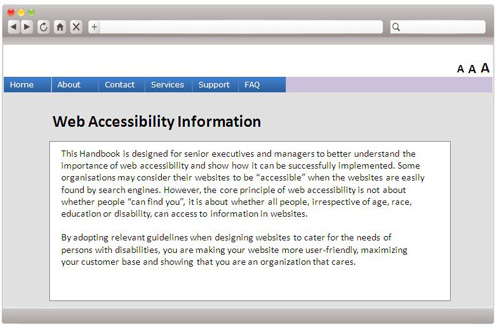 A A A
Home About Contact Services Support FAQ
Web Accessibility Information
This Handbook is designed for senior executives and managers to better understand the
importance of web accessibility and show how it can be successfully implemented. Some
organisations may consider their websites to be “accessible” when the websites are easily
found by search engines. However, the core principle of web accessibility is not about
whether people “can find you”, it is about whether all people, irrespective of age, race,
education or disability, can access to information in websites.
By adopting relevant guidelines when designing websites to cater for the needs of
persons with disabilities, you are making your website more user-friendly, maximizing
your customer base and showing that you are an organization that cares.